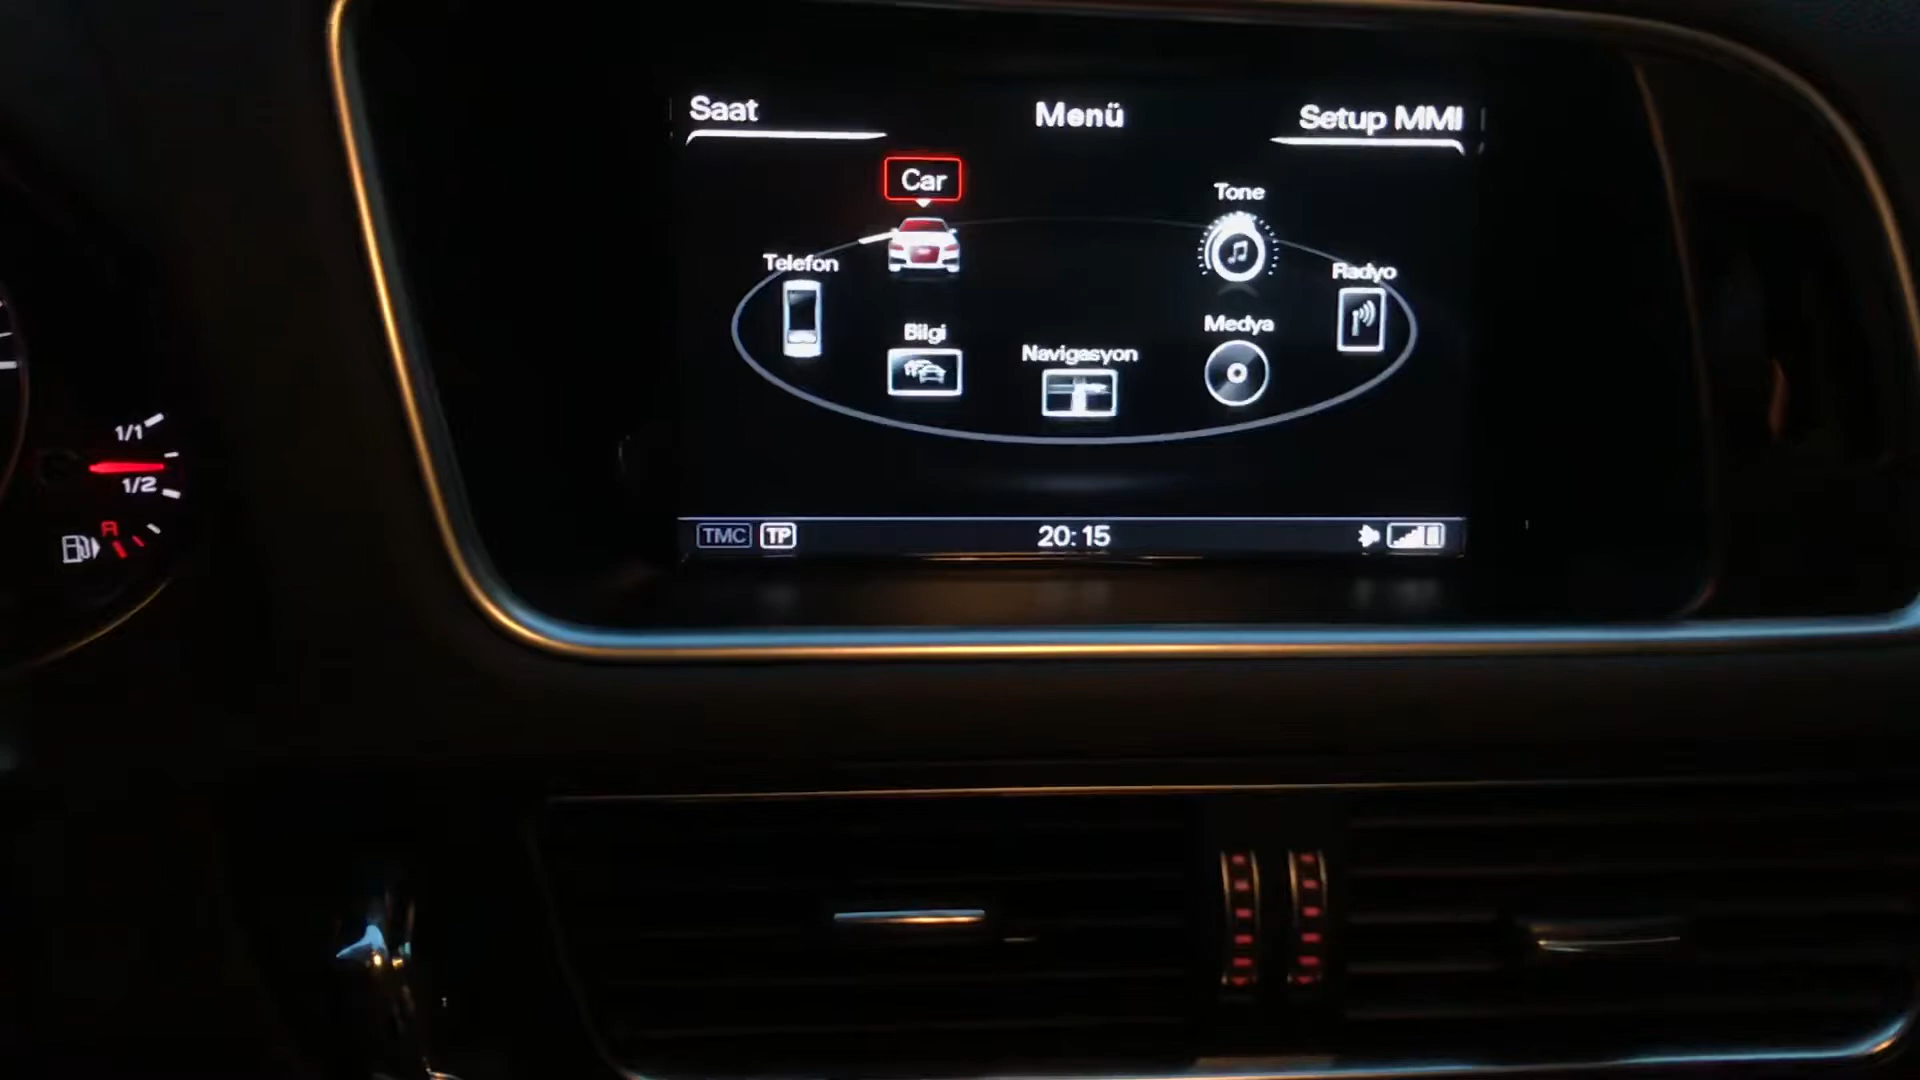 Saat Menü Setup MMI
Car
Tone
Telefon
Radyo
Bilgi
Medya
Navigasyon
TMC TP 20:15
1/1
1/2
R